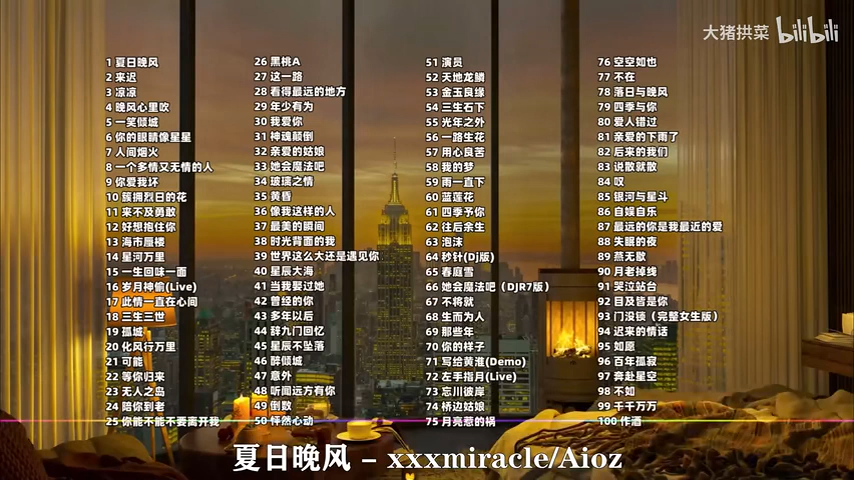 大猪拱菜 bilibili
1 夏日晚风
2 来迟
3 凉凉
4 晚风心里吹
5 一笑倾城
6 你的眼睛像星星
7 人间烟火
8 一个多情又无情的人
9 你爱我坏
10 簇拥烈日的花
11 来不及勇敢
12 好想抱住你
13 海市蜃楼
14 星河万里
15 一生回味一面
16 岁月神偷(Live)
17 此情一直在心间
18 三生三世
19 孤城
20 化风行万里
21 可能
22 等你归来
23 无人之岛
24 陪你到老
25 你能不能不要离开我
26 黑桃A
27 这一路
28 看得最远的地方
29 年少有为
30 我爱你
31 神魂颠倒
32 亲爱的姑娘
33 她会魔法吧
34 玻璃之情
35 黄昏
36 像我这样的人
37 最美的瞬间
38 时光背面的我
39 世界这么大还是遇见你
40 星辰大海
41 当我娶过她
42 曾经的你
43 多年以后
44 辞九门回忆
45 星辰不坠落
46 醉倾城
47 意外
48 听闻远方有你
49 倒数
50 怦然心动
51 演员
52 天地龙鳞
53 金玉良缘
54 三生石下
55 光年之外
56 一路生花
57 用心良苦
58 我的梦
59 雨一直下
60 蓝莲花
61 四季予你
62 往后余生
63 泡沫
64 秒针(Dj版)
65 春庭雪
66 她会魔法吧（DJR7版）
67 不将就
68 生而为人
69 那些年
70 你的样子
71 写给黄淮(Demo)
72 左手指月(Live)
73 忘川彼岸
74 桥边姑娘
75 月亮惹的祸
76 空空如也
77 不在
78 落日与晚风
79 四季与你
80 爱人错过
81 亲爱的下雨了
82 后来的我们
83 说散就散
84 叹
85 银河与星斗
86 自娱自乐
87 最远的你是我最近的爱
88 失眠的夜
89 燕无歇
90 月老掉线
91 哭过站台
92 目及皆是你
93 门没锁（完整女生版）
94 迟来的情话
95 如愿
96 百年孤寂
97 奔赴星空
98 不如
99 千千万万
100 作酒
夏日晚风 – xxxmiracle/Aioz